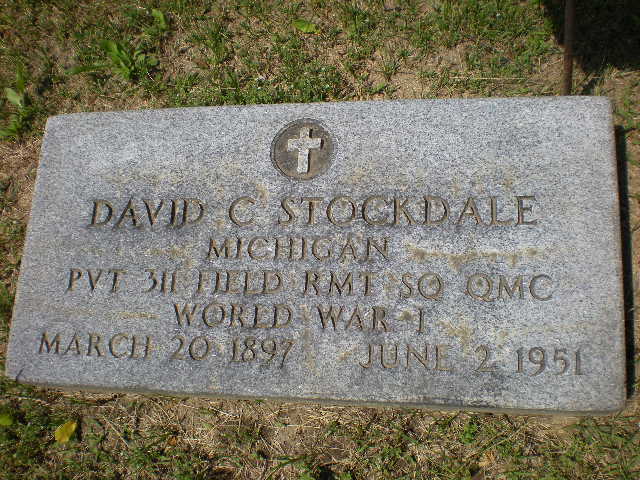 DAVID C STOCKDALE
MICHIGAN
PVT 311 FIELD RMT SQ QMC
WORLD WAR I
MARCH 20 1897 JUNE 2 1951